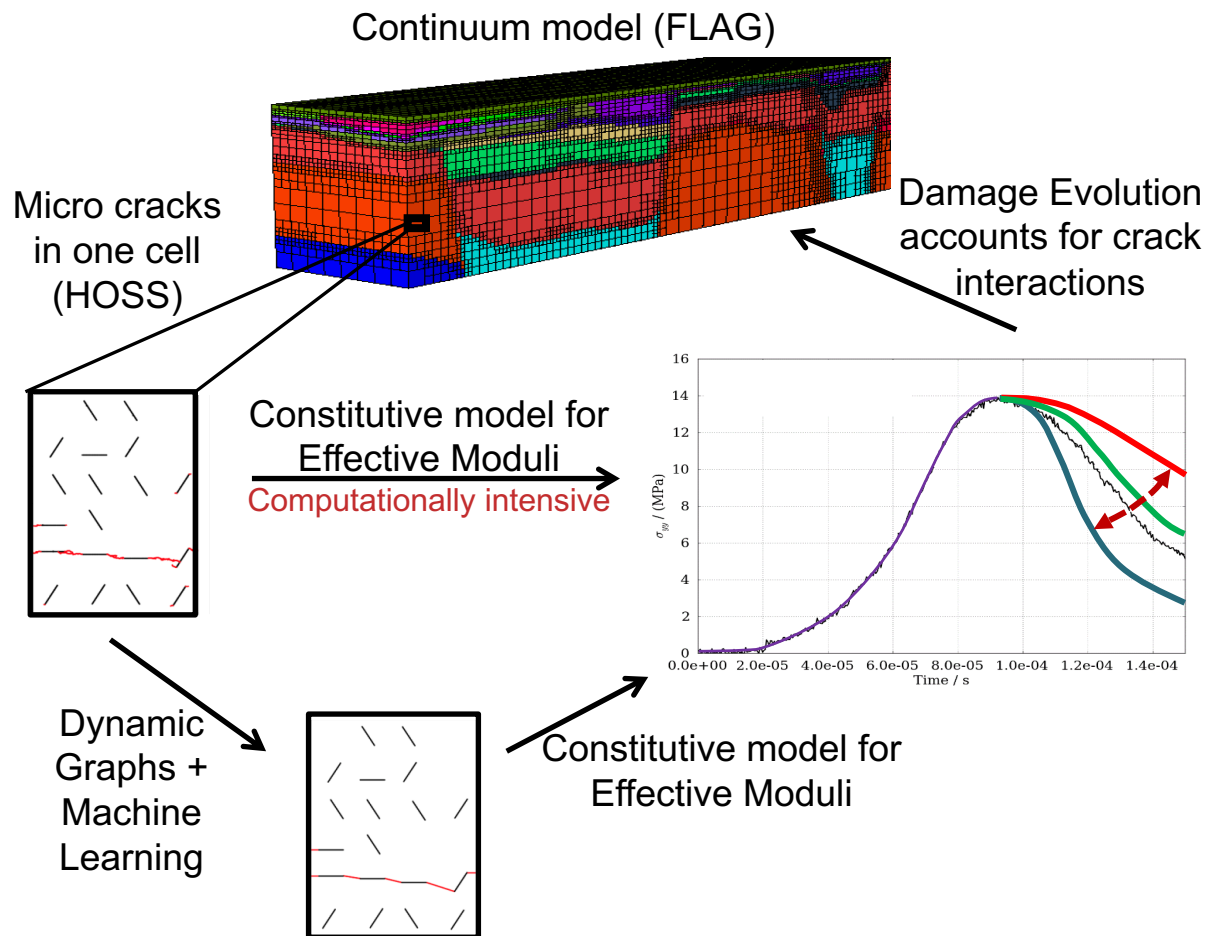 Continuum model (FLAG)
Micro cracks
in one cell
(HOSS)
Damage Evolution
accounts for crack
interactions
Constitutive model for
Effective Moduli
Computationally intensive
16
14
12
10
8
6
4
2
0
σyy / (MPa)
0.0e+00 2.0e-05 4.0e-05 6.0e-05 8.0e-05 1.0e-04 1.2e-04 1.4e-04
Time / s
Dynamic
Graphs +
Machine
Learning
Constitutive model for
Effective Moduli